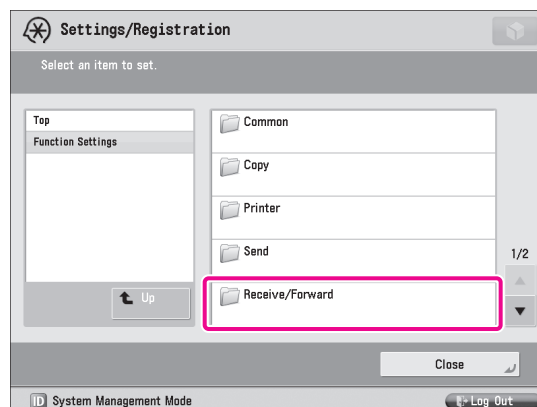 Settings/Registration
Select an item to set.
Top
Function Settings
Up
Common
Copy
Printer
Send
Receive/Forward
1/2
Close
ID System Management Mode
Log Out